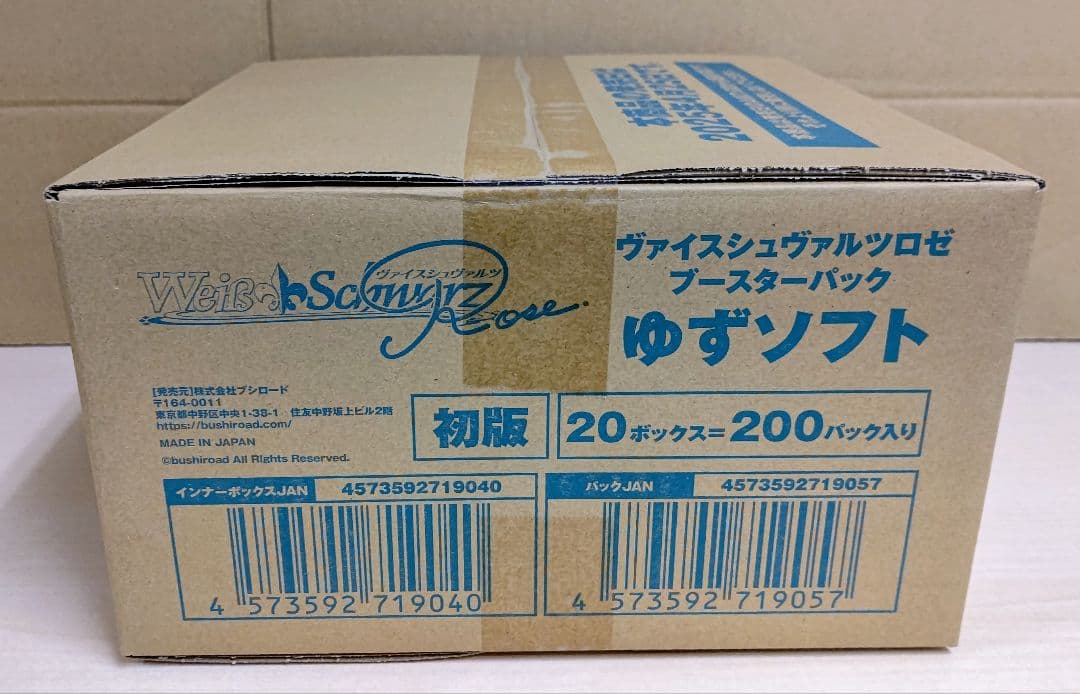 Weiß Schwarz
ヴァイスシュヴァルツ
Rose
ヴァイスシュヴァルツロゼ
ブースターパック
ゆずソフト
[発売元]株式会社ブシロード
〒164-0011
東京都中野区中央1-38-1 住友中野坂上ビル2階
https://bushiroad.com/
MADE IN JAPAN
©bushiroad All Rights Reserved.
初版
20ボックス=200パック入り
インナーボックスJAN 4573592719040
4 573592 719040
パックJAN 4573592719057
4 573592 719057